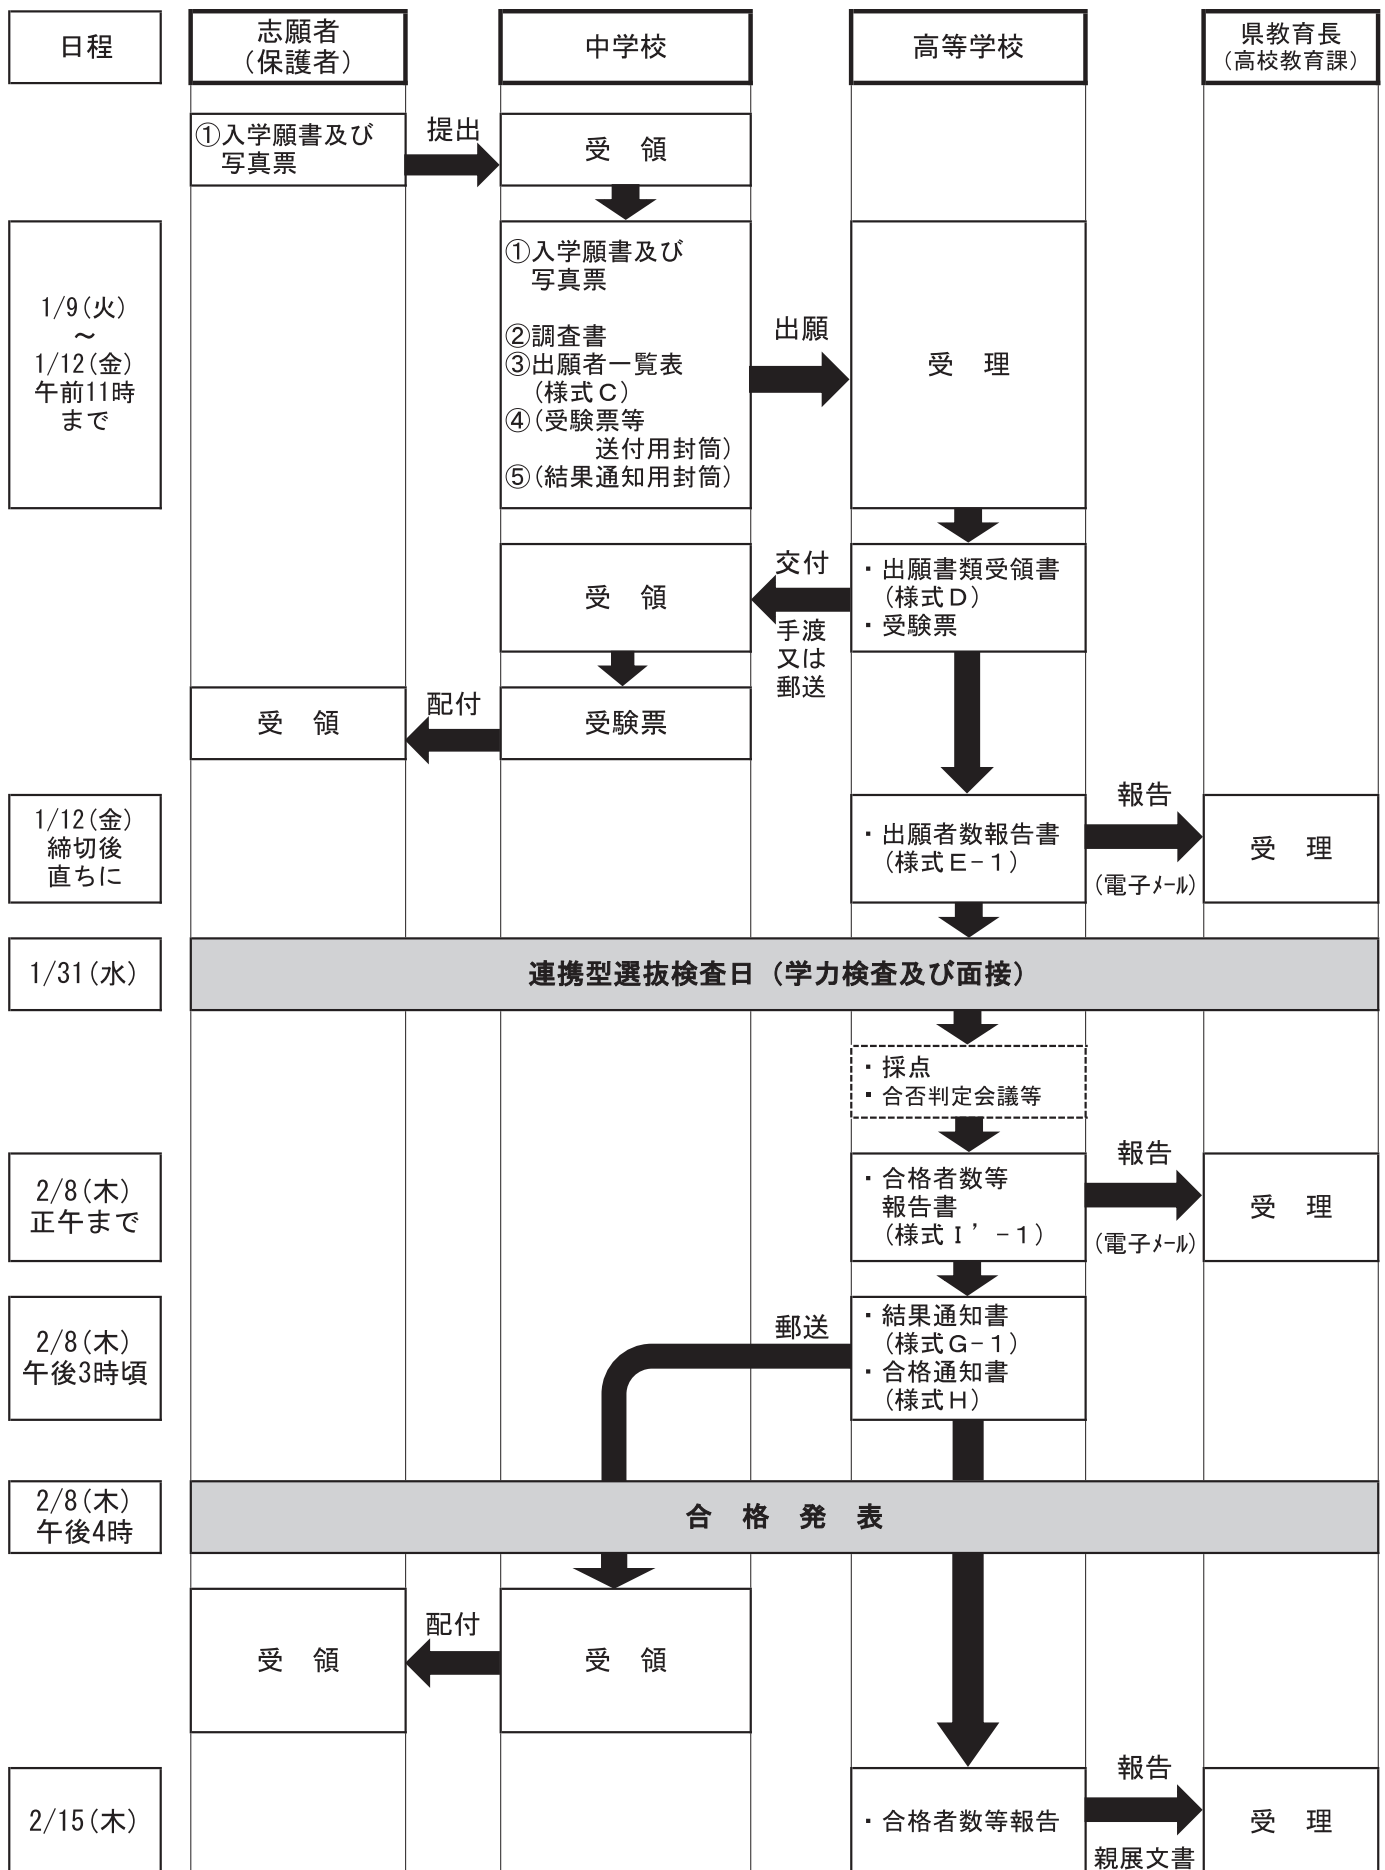 日程
志願者
（保護者）
中学校
高等学校
県教育長
（高校教育課）
①入学願書及び
写真票
提出
受　領
1/9（火）
～
1/12（金）
午前11時
まで
①入学願書及び
写真票
②調査書
③出願者一覧表
（様式Ｃ）
④（受験票等
送付用封筒）
⑤（結果通知用封筒）
出願
受　理
受　領
交付
手渡
又は
郵送
・出願書類受領書
（様式Ｄ）
・受験票
受　領
配付
受験票
1/12（金）
締切後
直ちに
・出願者数報告書
（様式Ｅ－１）
報告
（電子ﾒｰﾙ）
受　理
1/31（水）
連携型選抜検査日（学力検査及び面接）
・採点
・合否判定会議等
2/8（木）
正午まで
・合格者数等
報告書
（様式Ｉ’－１）
報告
（電子ﾒｰﾙ）
受　理
2/8（木）
午後3時頃
郵送
・結果通知書
（様式Ｇ－１）
・合格通知書
（様式Ｈ）
2/8（木）
午後4時
合　格　発　表
受　領
配付
受　領
2/15（木）
・合格者数等報告
報告
親展文書
受　理